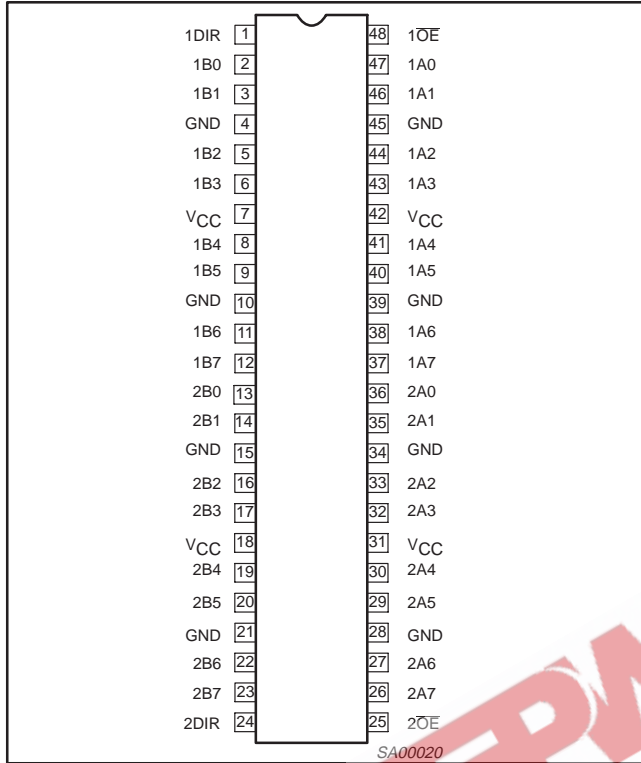 1DIR 1 48 1O̅E̅
1B0 2 47 1A0
1B1 3 46 1A1
GND 4 45 GND
1B2 5 44 1A2
1B3 6 43 1A3
VCC 7 42 VCC
1B4 8 41 1A4
1B5 9 40 1A5
GND 10 39 GND
1B6 11 38 1A6
1B7 12 37 1A7
2B0 13 36 2A0
2B1 14 35 2A1
GND 15 34 GND
2B2 16 33 2A2
2B3 17 32 2A3
VCC 18 31 VCC
2B4 19 30 2A4
2B5 20 29 2A5
GND 21 28 GND
2B6 22 27 2A6
2B7 23 26 2A7
2DIR 24 25 2O̅E̅
SA00020